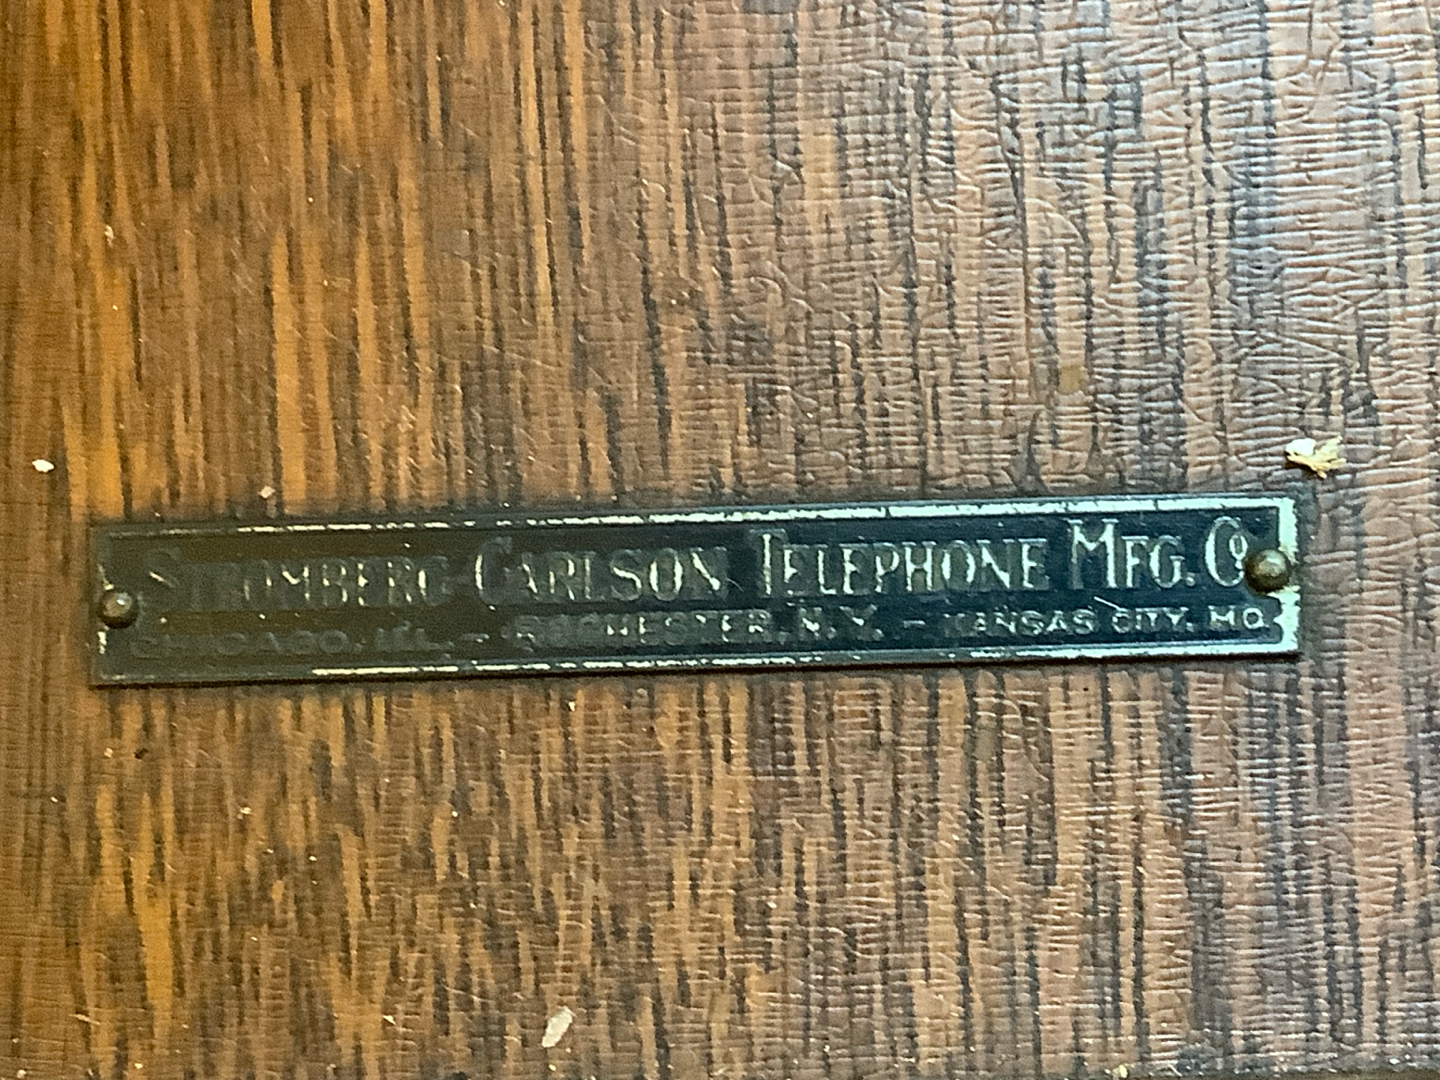 STROMBERG-CARLSON TELEPHONE MFG. CO
CHICAGO, ILL. - ROCHESTER, N.Y. - KANSAS CITY, MO.